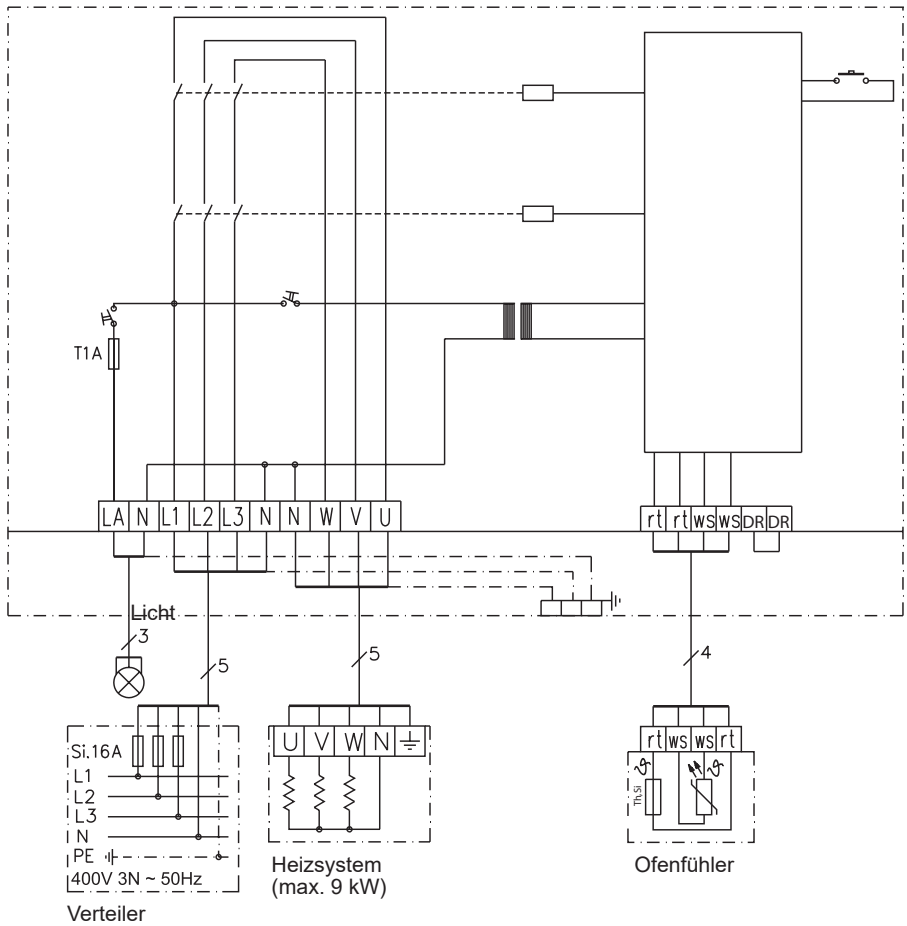 T1A
LA N L1 L2 L3 N N W V U
rt rt ws ws DR DR
Licht
3
5
5
4
Si.16A
L1
L2
L3
N
PE
400V 3N ~ 50Hz
Verteiler
U V W N
Heizsystem
(max. 9 kW)
rt ws ws rt
Th,Si
ϑ
ϑ
Ofenfühler